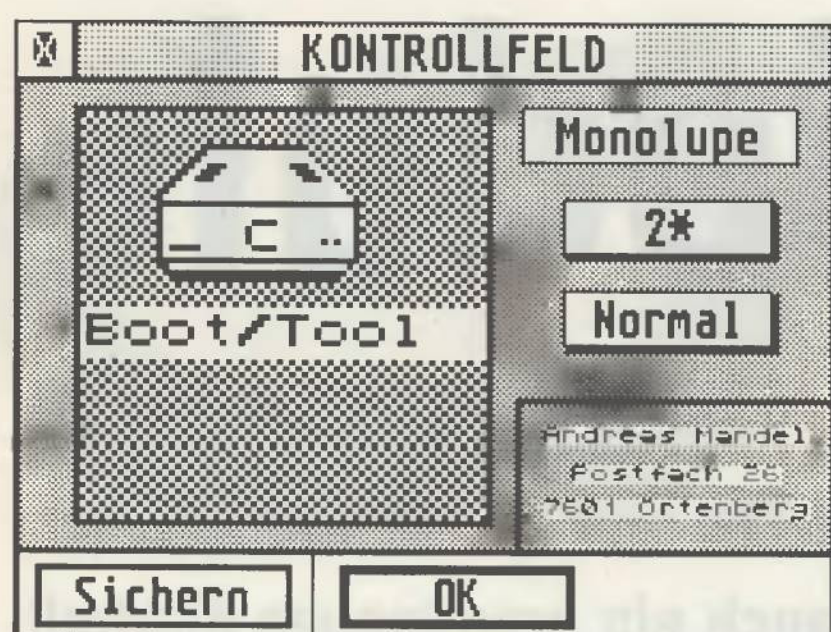 KONTROLLFELD
Monolupe
2*
C
Normal
Boot/Tool
Andreas Mandel
Postfach 26
7601 Ortenberg
Sichern
OK